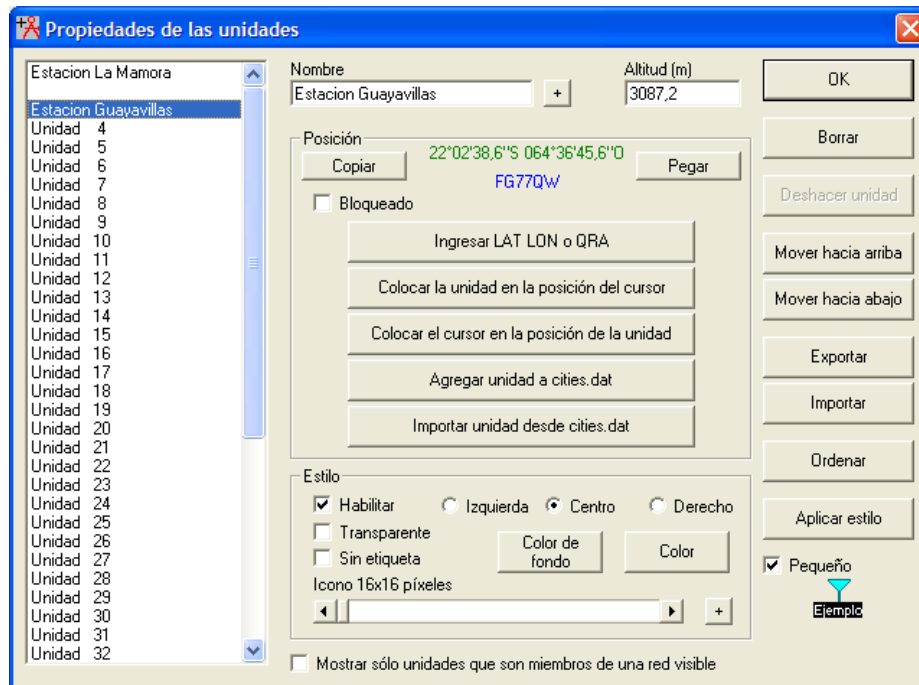 Propiedades de las unidades
Estacion La Mamora
Estacion Guayavillas
Unidad 4
Unidad 5
Unidad 6
Unidad 7
Unidad 8
Unidad 9
Unidad 10
Unidad 11
Unidad 12
Unidad 13
Unidad 14
Unidad 15
Unidad 16
Unidad 17
Unidad 18
Unidad 19
Unidad 20
Unidad 21
Unidad 22
Unidad 23
Unidad 24
Unidad 25
Unidad 26
Unidad 27
Unidad 28
Unidad 29
Unidad 30
Unidad 31
Unidad 32
Nombre
Estacion Guayavillas
+
Altitud (m)
3087,2
Posición
Copiar
22°02'38,6"S 064°36'45,6"O
FG77QW
Pegar
Bloqueado
Ingresar LAT LON o QRA
Colocar la unidad en la posición del cursor
Colocar el cursor en la posición de la unidad
Agregar unidad a cities.dat
Importar unidad desde cities.dat
Estilo
Habilitar
Izquierda
Centro
Derecho
Transparente
Sin etiqueta
Color de
fondo
Color
Icono 16x16 píxeles
+
Mostrar sólo unidades que son miembros de una red visible
OK
Borrar
Deshacer unidad
Mover hacia arriba
Mover hacia abajo
Exportar
Importar
Ordenar
Aplicar estilo
Pequeño
Ejemplo